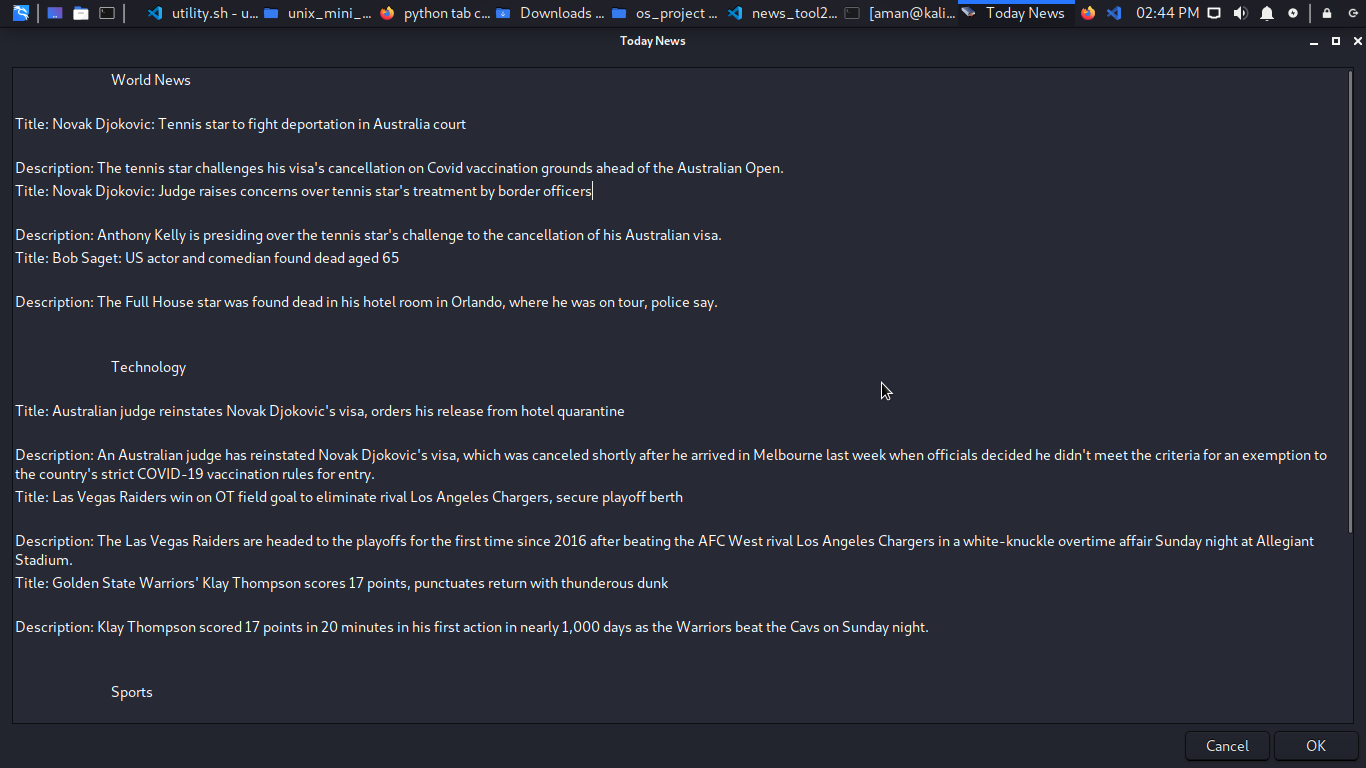 utility.sh - u...
unix_mini_...
python tab c...
Downloads ...
os_project ...
news_tool2...
[aman@kali...
Today News
02:44 PM
Today News
World News
Title: Novak Djokovic: Tennis star to fight deportation in Australia court
Description: The tennis star challenges his visa's cancellation on Covid vaccination grounds ahead of the Australian Open.
Title: Novak Djokovic: Judge raises concerns over tennis star's treatment by border officers
Description: Anthony Kelly is presiding over the tennis star's challenge to the cancellation of his Australian visa.
Title: Bob Saget: US actor and comedian found dead aged 65
Description: The Full House star was found dead in his hotel room in Orlando, where he was on tour, police say.
Technology
Title: Australian judge reinstates Novak Djokovic's visa, orders his release from hotel quarantine
Description: An Australian judge has reinstated Novak Djokovic's visa, which was canceled shortly after he arrived in Melbourne last week when officials decided he didn't meet the criteria for an exemption to
the country's strict COVID-19 vaccination rules for entry.
Title: Las Vegas Raiders win on OT field goal to eliminate rival Los Angeles Chargers, secure playoff berth
Description: The Las Vegas Raiders are headed to the playoffs for the first time since 2016 after beating the AFC West rival Los Angeles Chargers in a white-knuckle overtime affair Sunday night at Allegiant
Stadium.
Title: Golden State Warriors' Klay Thompson scores 17 points, punctuates return with thunderous dunk
Description: Klay Thompson scored 17 points in 20 minutes in his first action in nearly 1,000 days as the Warriors beat the Cavs on Sunday night.
Sports
Cancel
OK